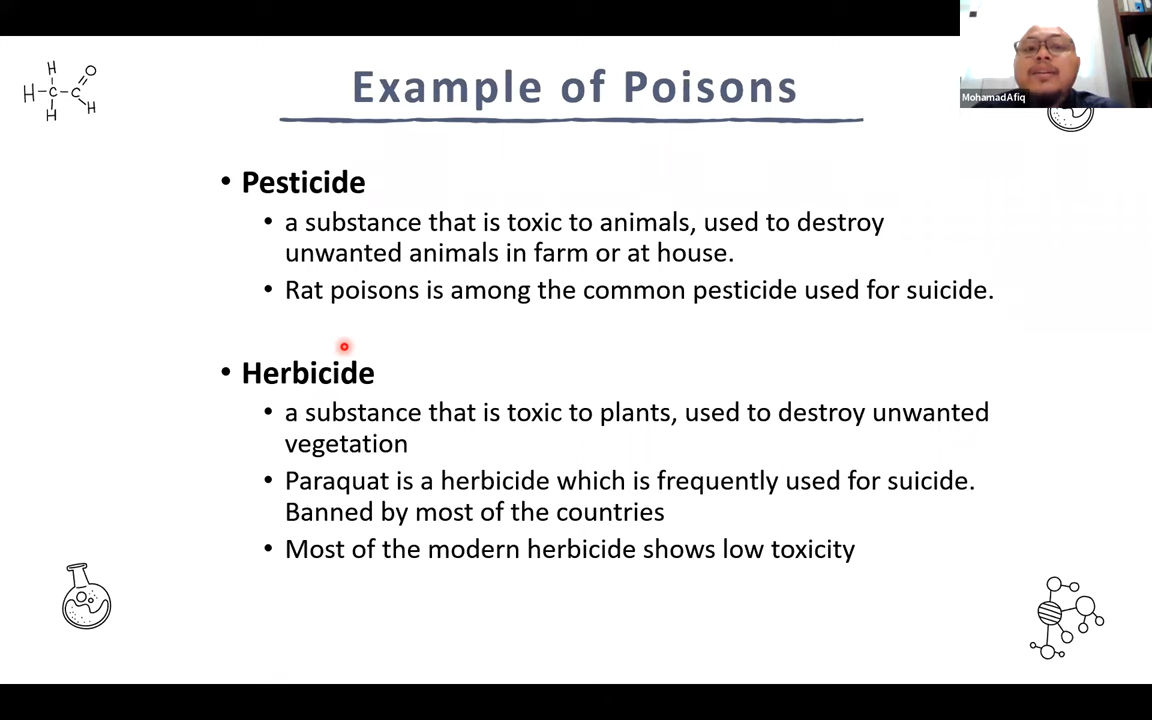 Example of Poisons
MohamadAfiq
H
O
H-C-C
H
H
• Pesticide
• a substance that is toxic to animals, used to destroy
unwanted animals in farm or at house.
• Rat poisons is among the common pesticide used for suicide.
• Herbicide
• a substance that is toxic to plants, used to destroy unwanted
vegetation
• Paraquat is a herbicide which is frequently used for suicide.
Banned by most of the countries
• Most of the modern herbicide shows low toxicity